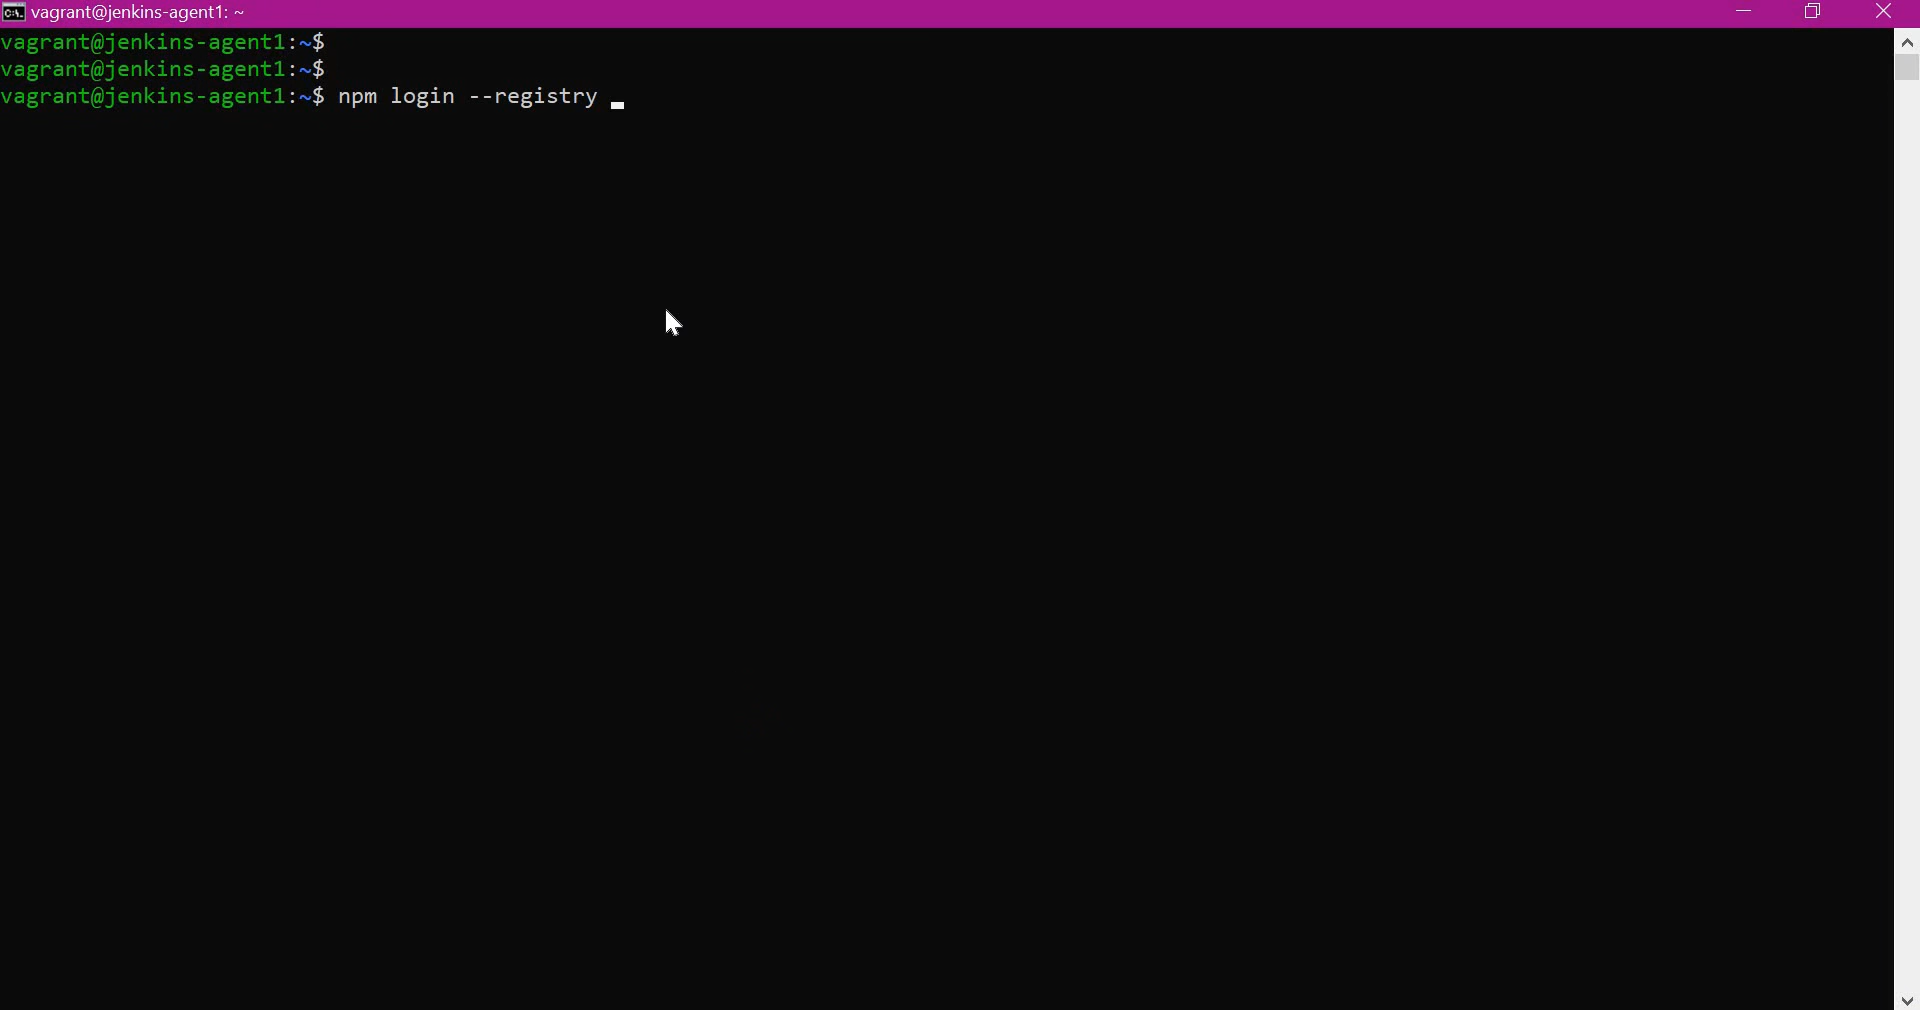 vagrant@jenkins-agent1: ~
vagrant@jenkins-agent1:~$
vagrant@jenkins-agent1:~$
vagrant@jenkins-agent1:~$ npm login --registry